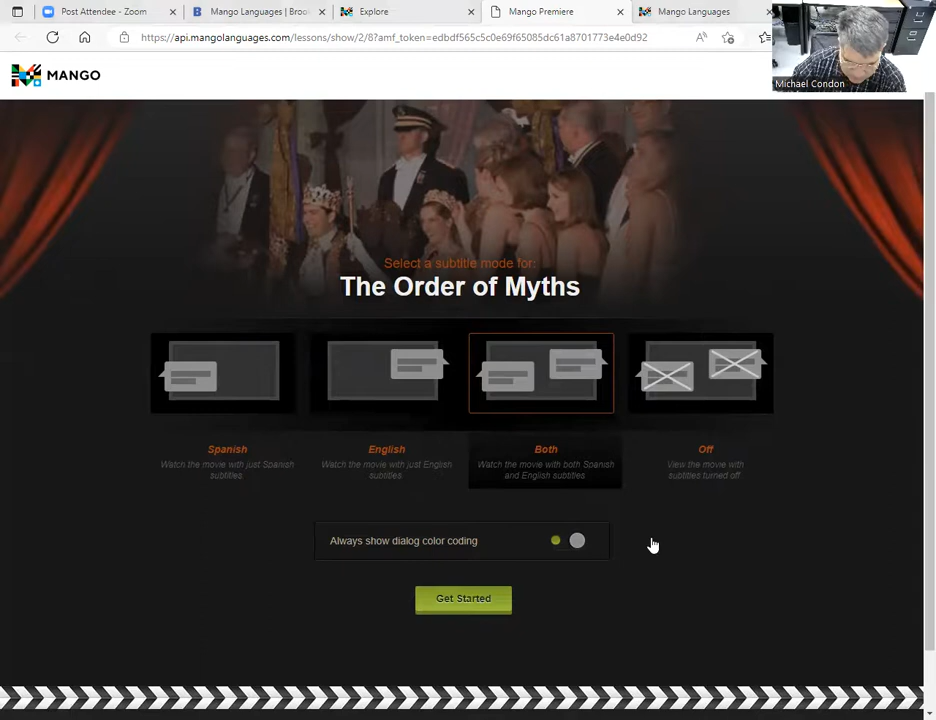 Post Attendee - Zoom
Mango Languages | Broo
Explore
Mango Premiere
Mango Languages
https://api.mangolanguages.com/lessons/show/2/8?amf_token=edbdf565c5c0e69f65085dc61a8701773e4e0d92
Michael Condon
MANGO
Select a subtitle mode for:
The Order of Myths
Spanish
Watch the movie with just Spanish
subtitles
English
Watch the movie with just English
subtitles
Both
Watch the movie with both Spanish
and English subtitles
Off
View the movie with
subtitles turned off
Always show dialog color coding
Get Started